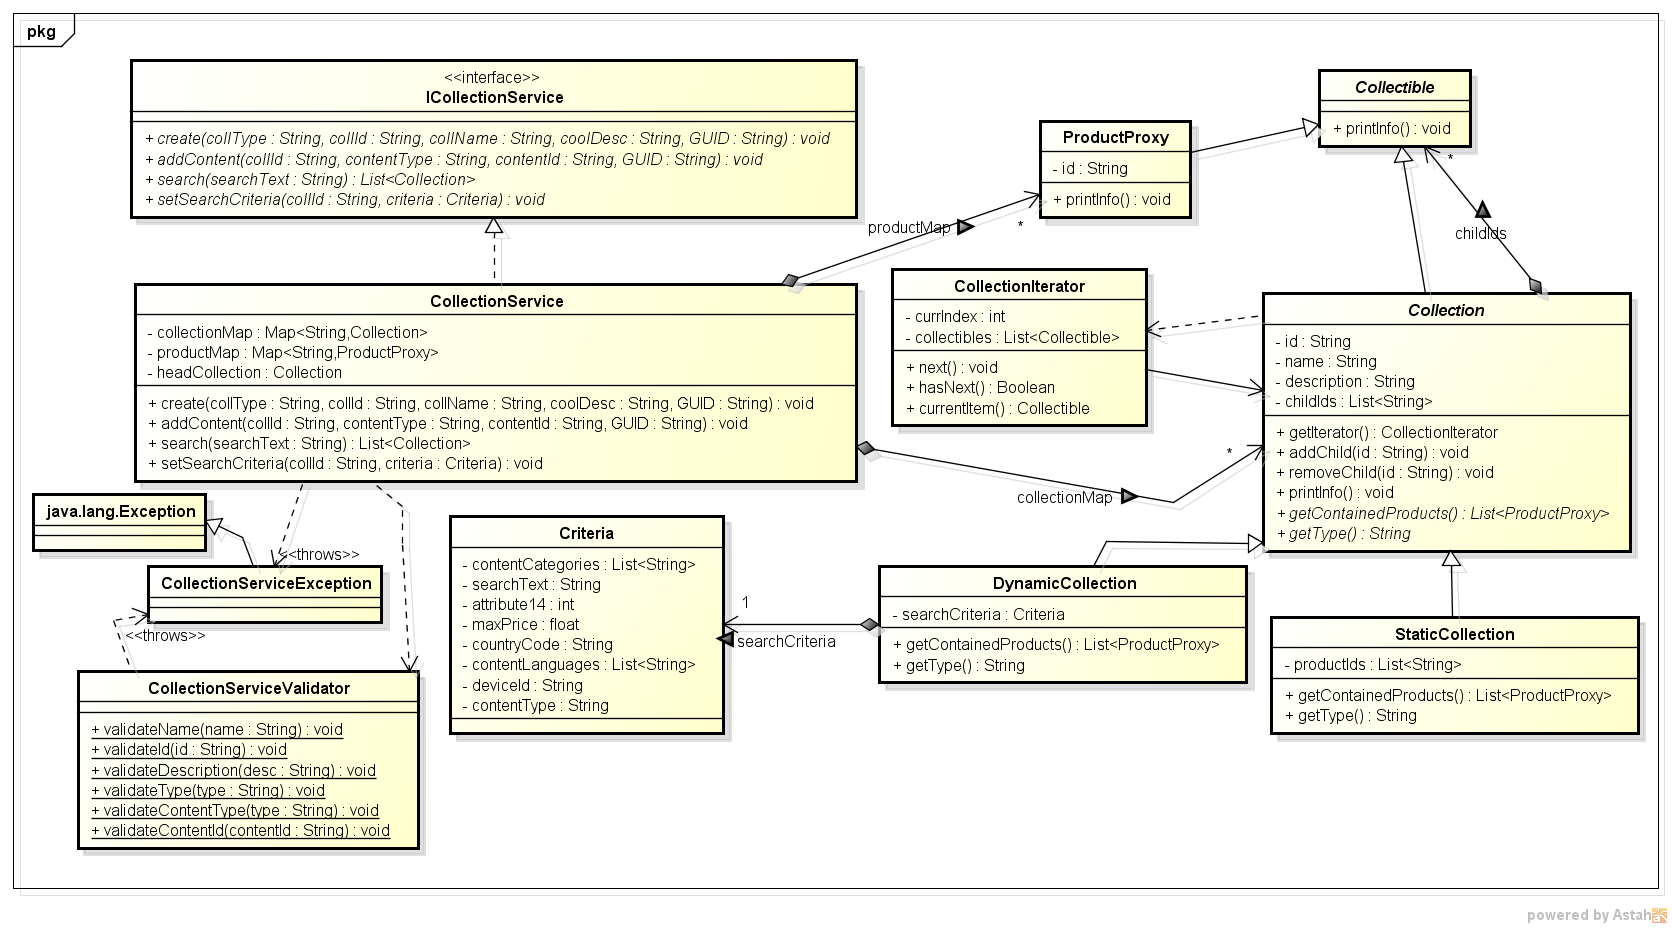 pkg
<<interface>>
ICollectionService
+ create(collType : String, collId : String, collName : String, coolDesc : String, GUID : String) : void
+ addContent(collId : String, contentType : String, contentId : String, GUID : String) : void
+ search(searchText : String) : List<Collection>
+ setSearchCriteria(collId : String, criteria : Criteria) : void
Collectible
+ printInfo() : void
ProductProxy
- id : String
+ printInfo() : void
productMap
*
*
childIds
CollectionService
- collectionMap : Map<String,Collection>
- productMap : Map<String,ProductProxy>
- headCollection : Collection
+ create(collType : String, collId : String, collName : String, coolDesc : String, GUID : String) : void
+ addContent(collId : String, contentType : String, contentId : String, GUID : String) : void
+ search(searchText : String) : List<Collection>
+ setSearchCriteria(collId : String, criteria : Criteria) : void
CollectionIterator
- currIndex : int
- collectibles : List<Collectible>
+ next() : void
+ hasNext() : Boolean
+ currentItem() : Collectible
Collection
- id : String
- name : String
- description : String
- childIds : List<String>
+ getIterator() : CollectionIterator
+ addChild(id : String) : void
+ removeChild(id : String) : void
+ printInfo() : void
+ getContainedProducts() : List<ProductProxy>
+ getType() : String
*
collectionMap
java.lang.Exception
<<throws>>
CollectionServiceException
<<throws>>
CollectionServiceValidator
+ validateName(name : String) : void
+ validateId(id : String) : void
+ validateDescription(desc : String) : void
+ validateType(type : String) : void
+ validateContentType(type : String) : void
+ validateContentId(contentId : String) : void
Criteria
- contentCategories : List<String>
- searchText : String
- attribute14 : int
- maxPrice : float
- countryCode : String
- contentLanguages : List<String>
- deviceId : String
- contentType : String
1
searchCriteria
DynamicCollection
- searchCriteria : Criteria
+ getContainedProducts() : List<ProductProxy>
+ getType() : String
StaticCollection
- productIds : List<String>
+ getContainedProducts() : List<ProductProxy>
+ getType() : String
powered by Astah